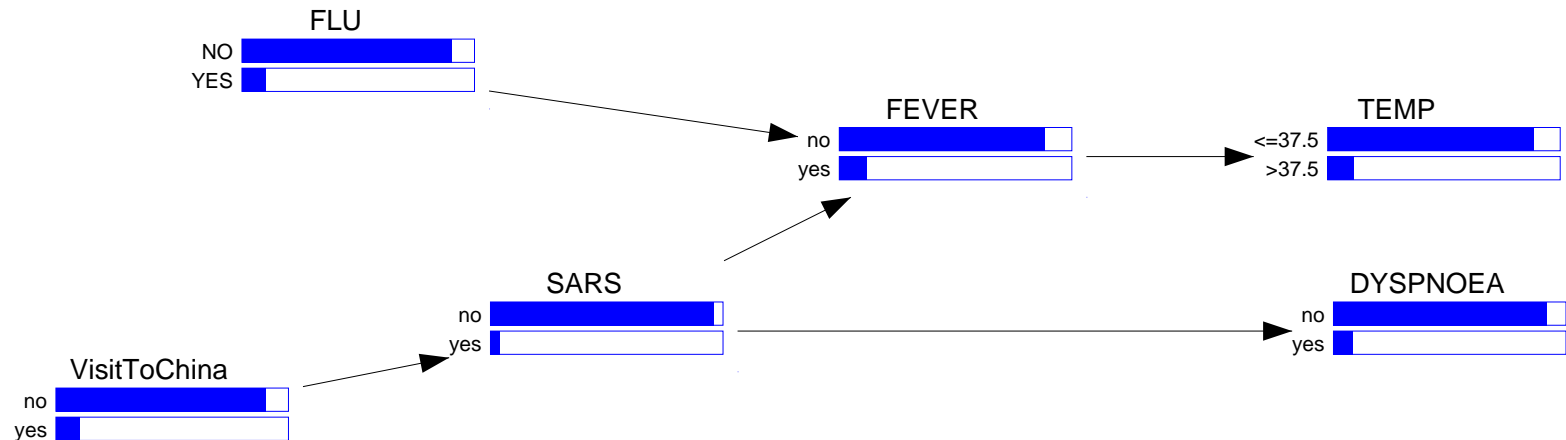 FLU
NO
YES
FEVER
no
yes
TEMP
<=37.5
>37.5
SARS
no
yes
DYSPNOEA
no
yes
VisitToChina
no
yes